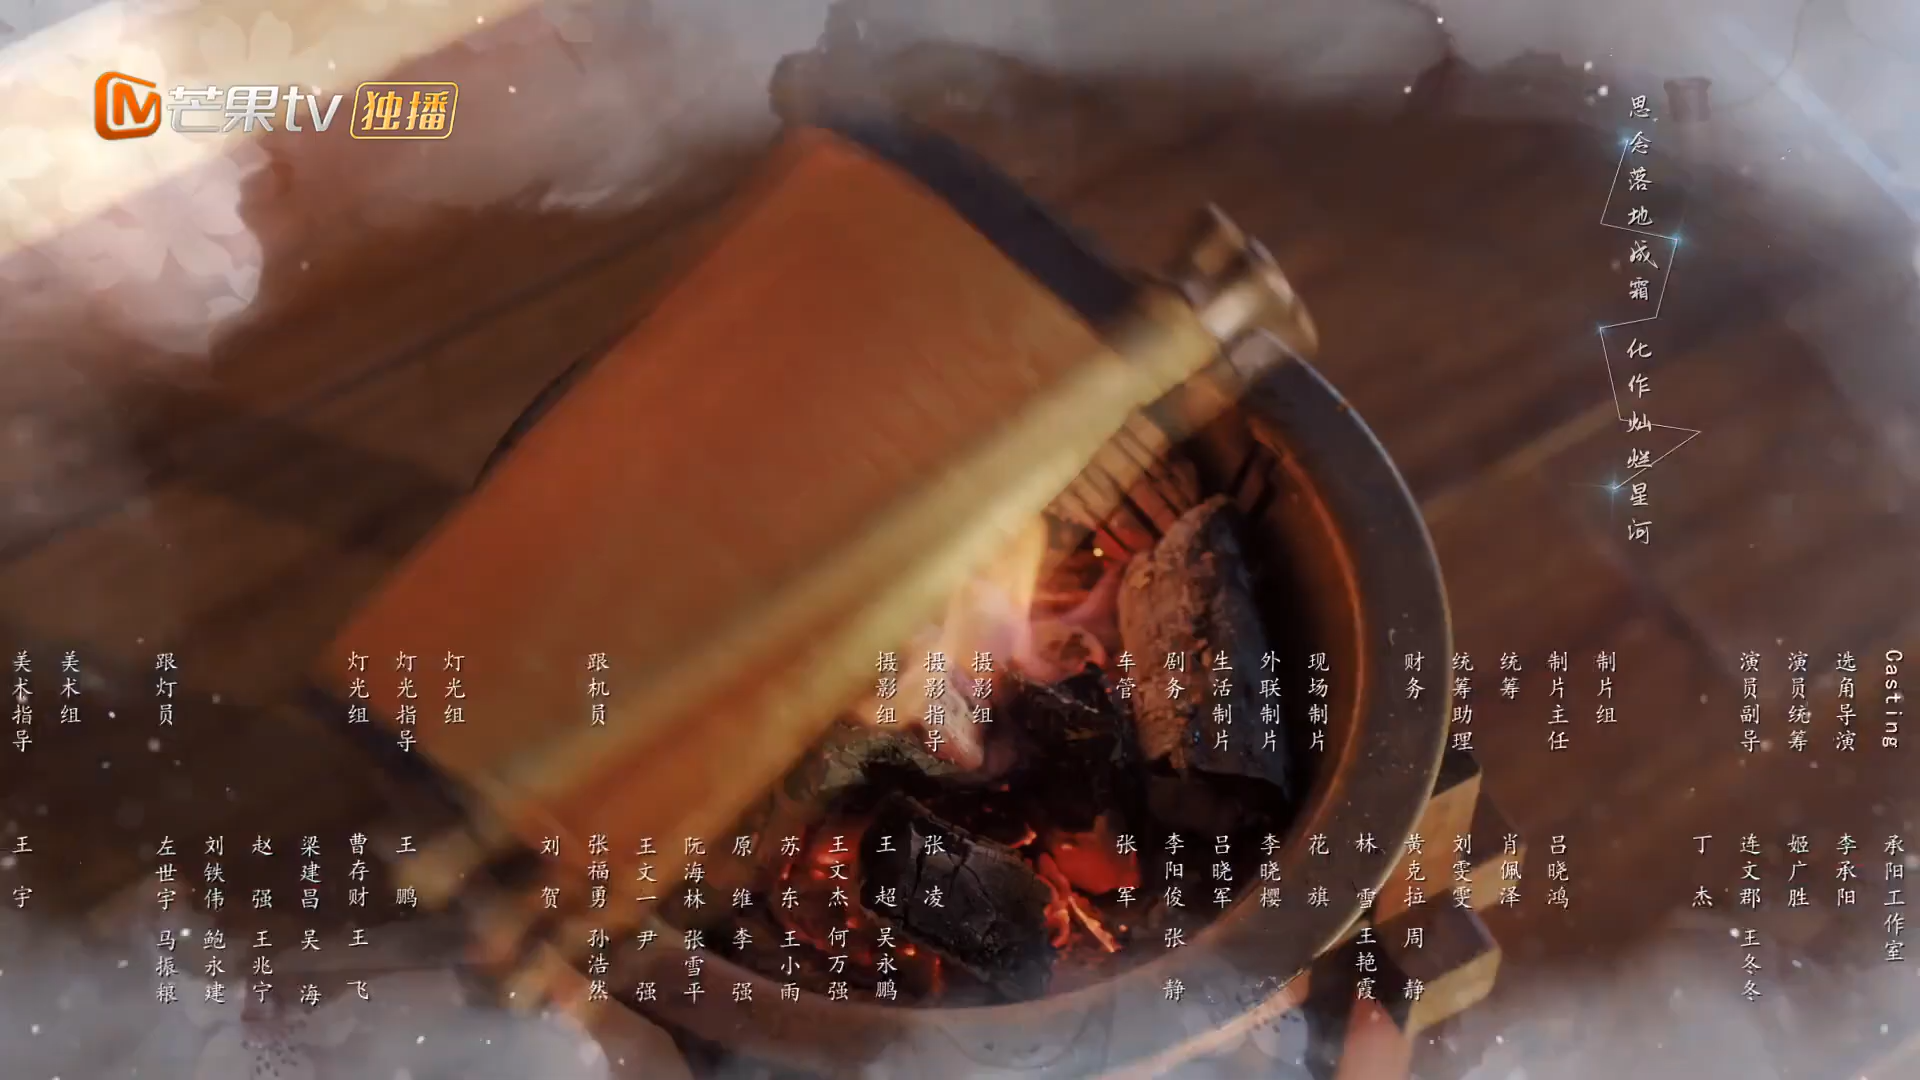 芒果tv 独播
思念落地成霜 化作灿烂星河
Casting 承阳工作室
选角导演 李承阳
演员统筹 姬广胜
演员副导 连文郡 王冬冬
丁杰
制片组
制片主任 吕晓鸿
统筹 肖佩泽
统筹助理 刘雯雯
财务 黄克拉 周静
林雪 王艳霞
现场制片 花旗
外联制片 李晓樱
生活制片 吕晓军
剧务 李阳俊 张静
车管 张军
摄影组
摄影指导 张凌
摄影组 王超 吴永鹏
王文杰 何万强
苏东 王小雨
原维 李强
阮海林 张雪平
王文一 尹强
跟机员 张福勇 孙浩然
刘贺
灯光组
灯光指导 王鹏
灯光组 曹存财 王飞
梁建昌 吴海
赵强 王兆宁
刘铁伟 鲍永建
跟灯员 左世宇 马振粮
美术组
美术指导 王宇